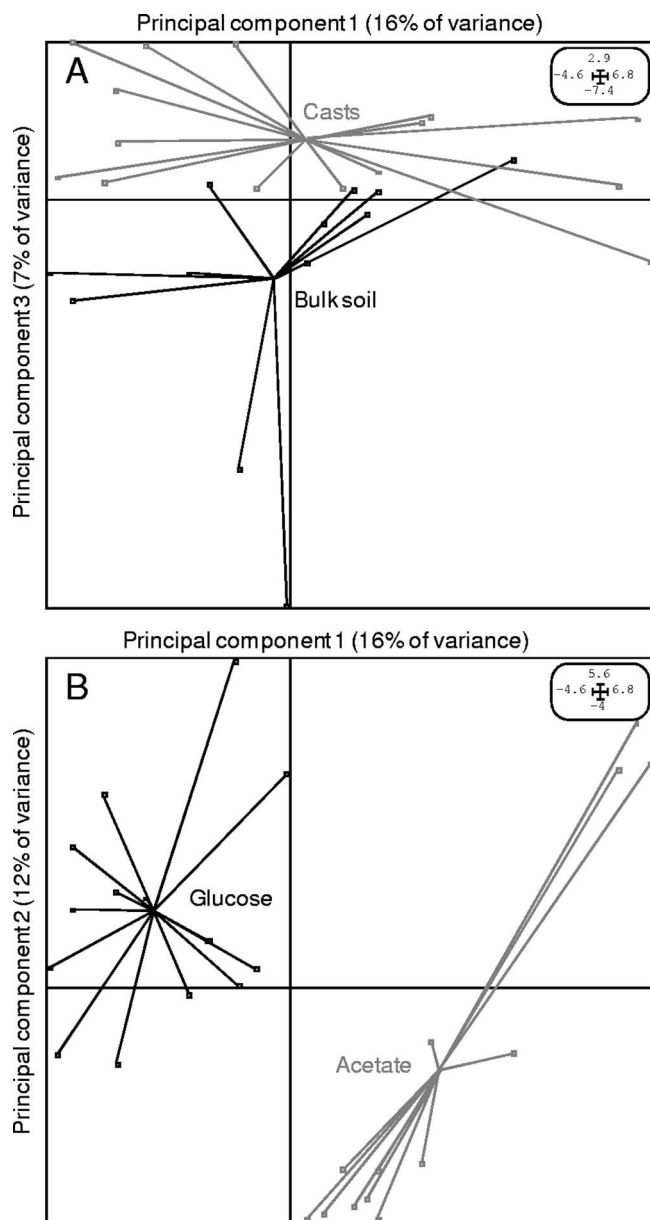 Principal component 1 (16% of variance)
A
2.9
-4.6 6.8
-7.4
Casts
Principal component 3 (7% of variance)
Bulk soil
Principal component 1 (16% of variance)
B
5.6
-4.6 6.8
-4
Principal component 2 (12% of variance)
Glucose
Acetate